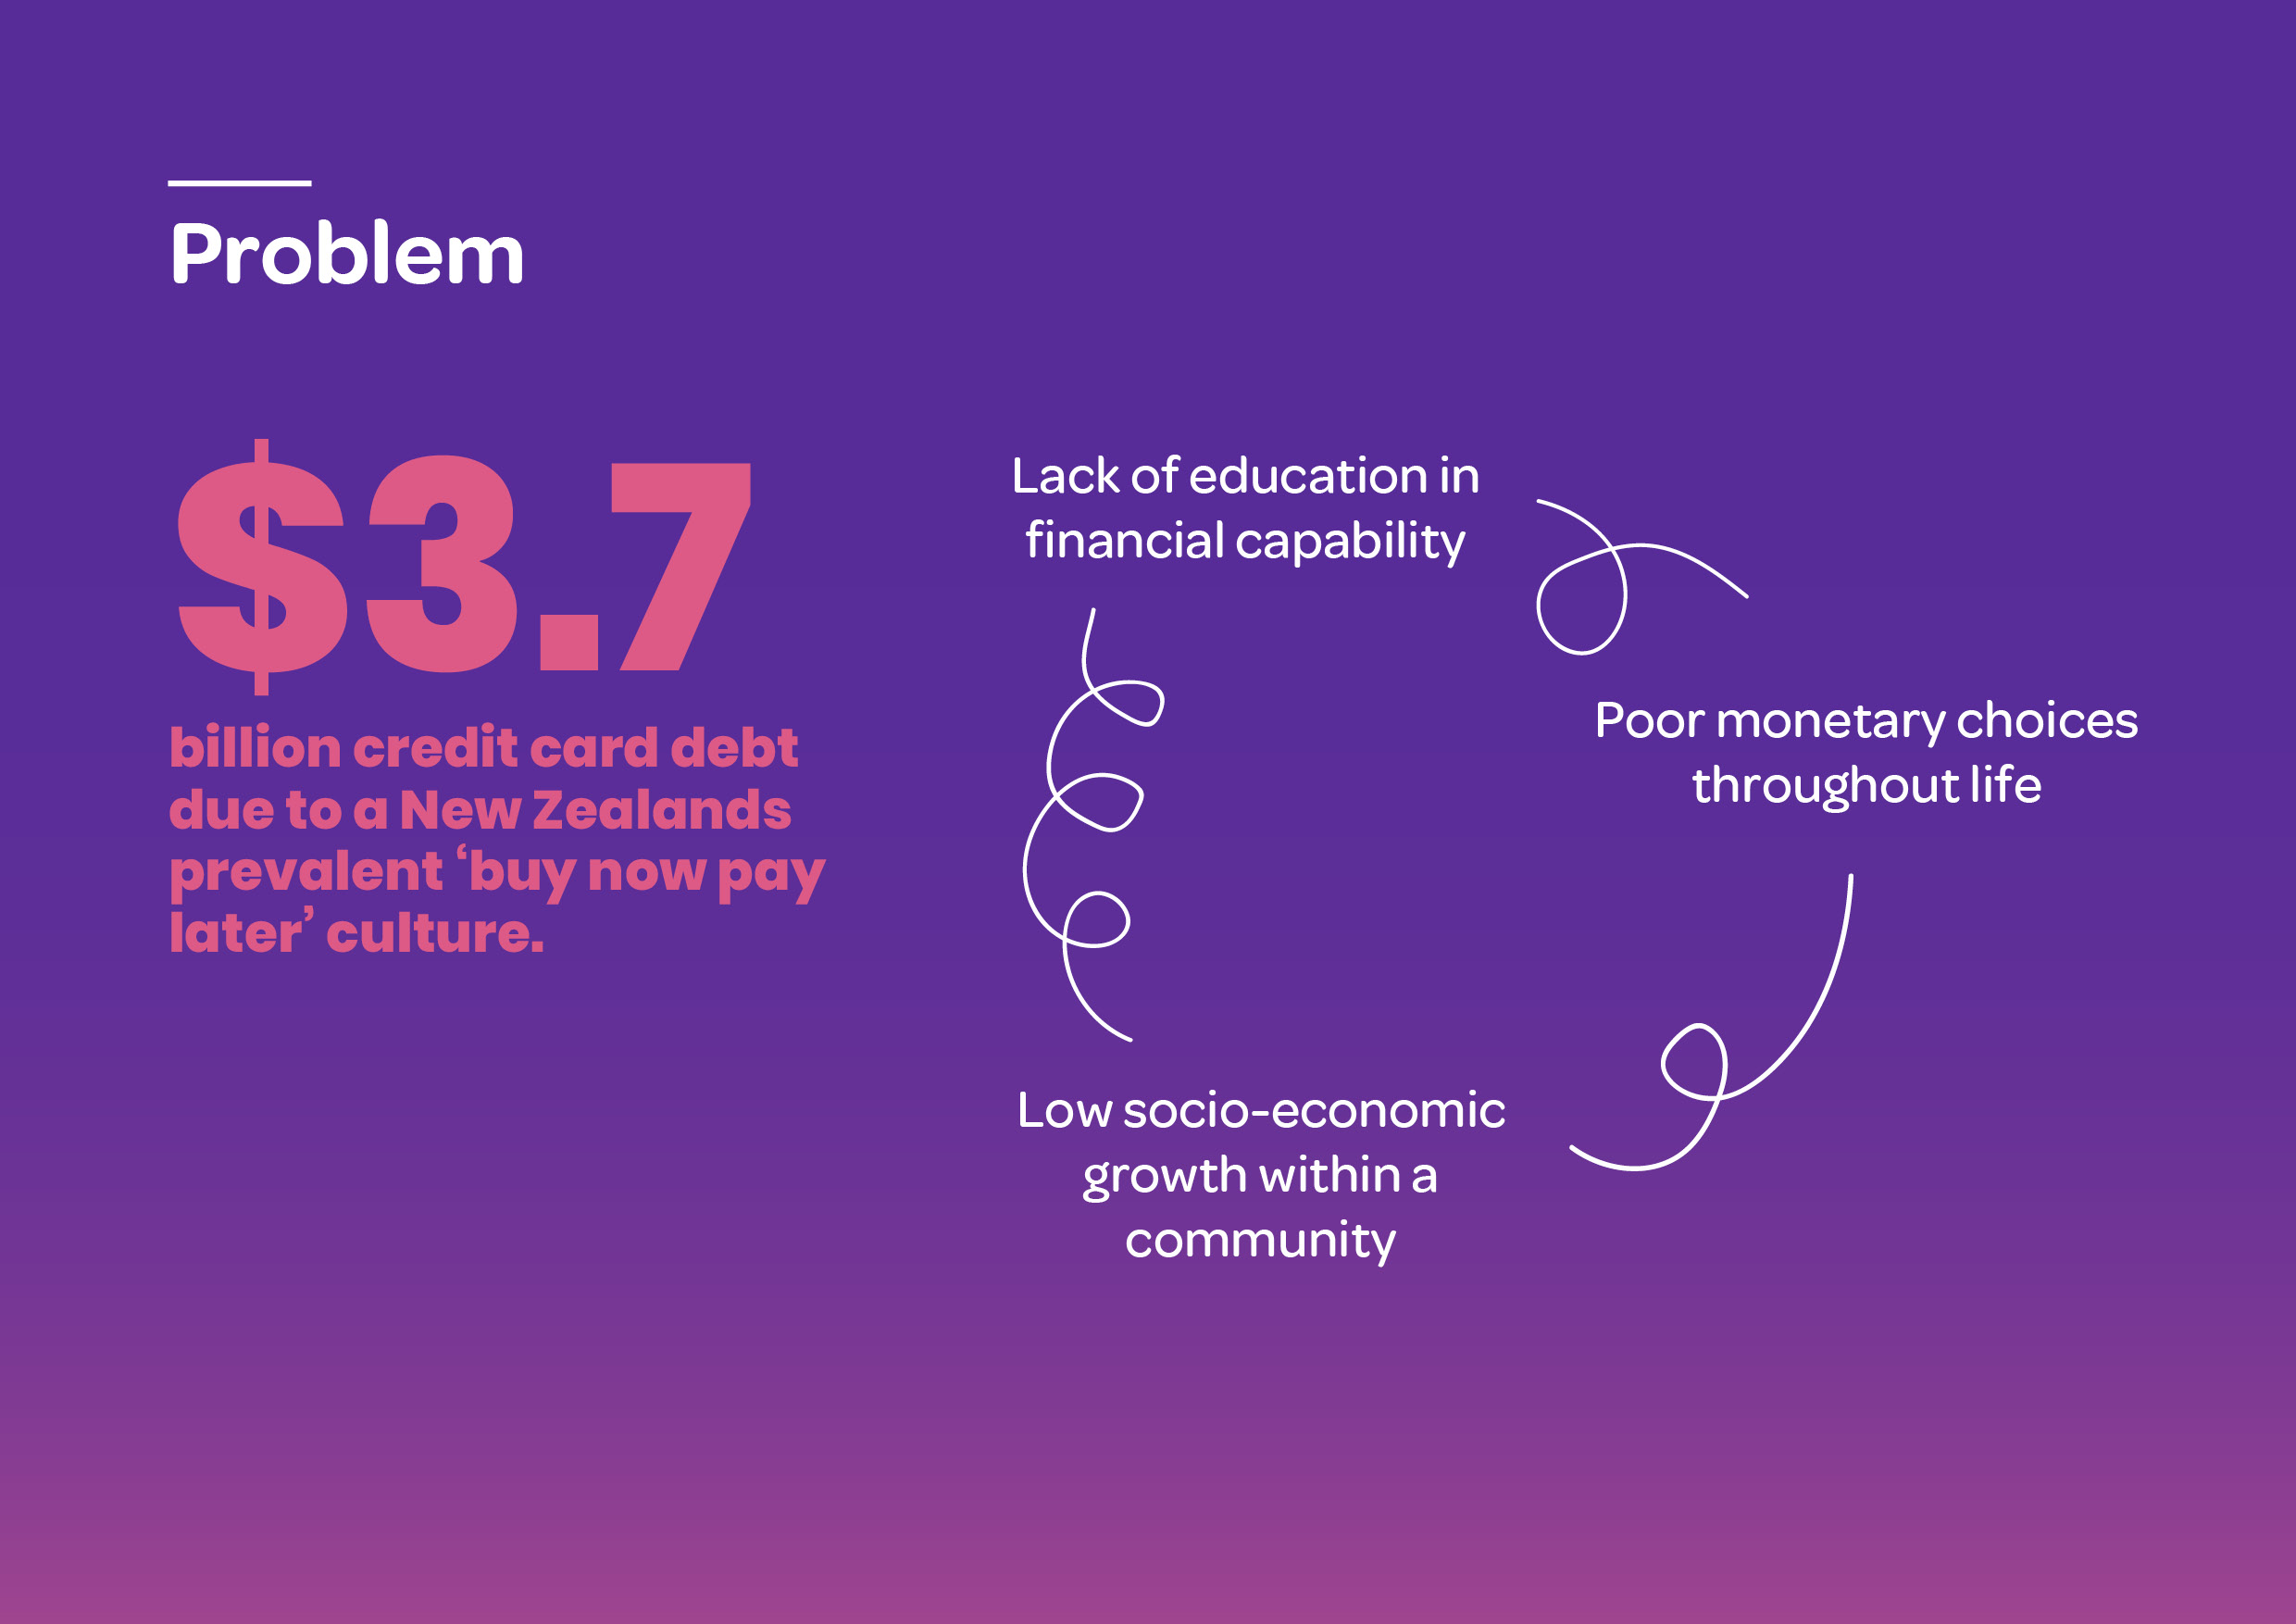 Problem
$3.7
billion credit card debt
due to a New Zealands
prevalent ‘buy now pay
later’ culture.
Lack of education in
financial capability
Poor monetary choices
throughout life
Low socio-economic
growth within a
community